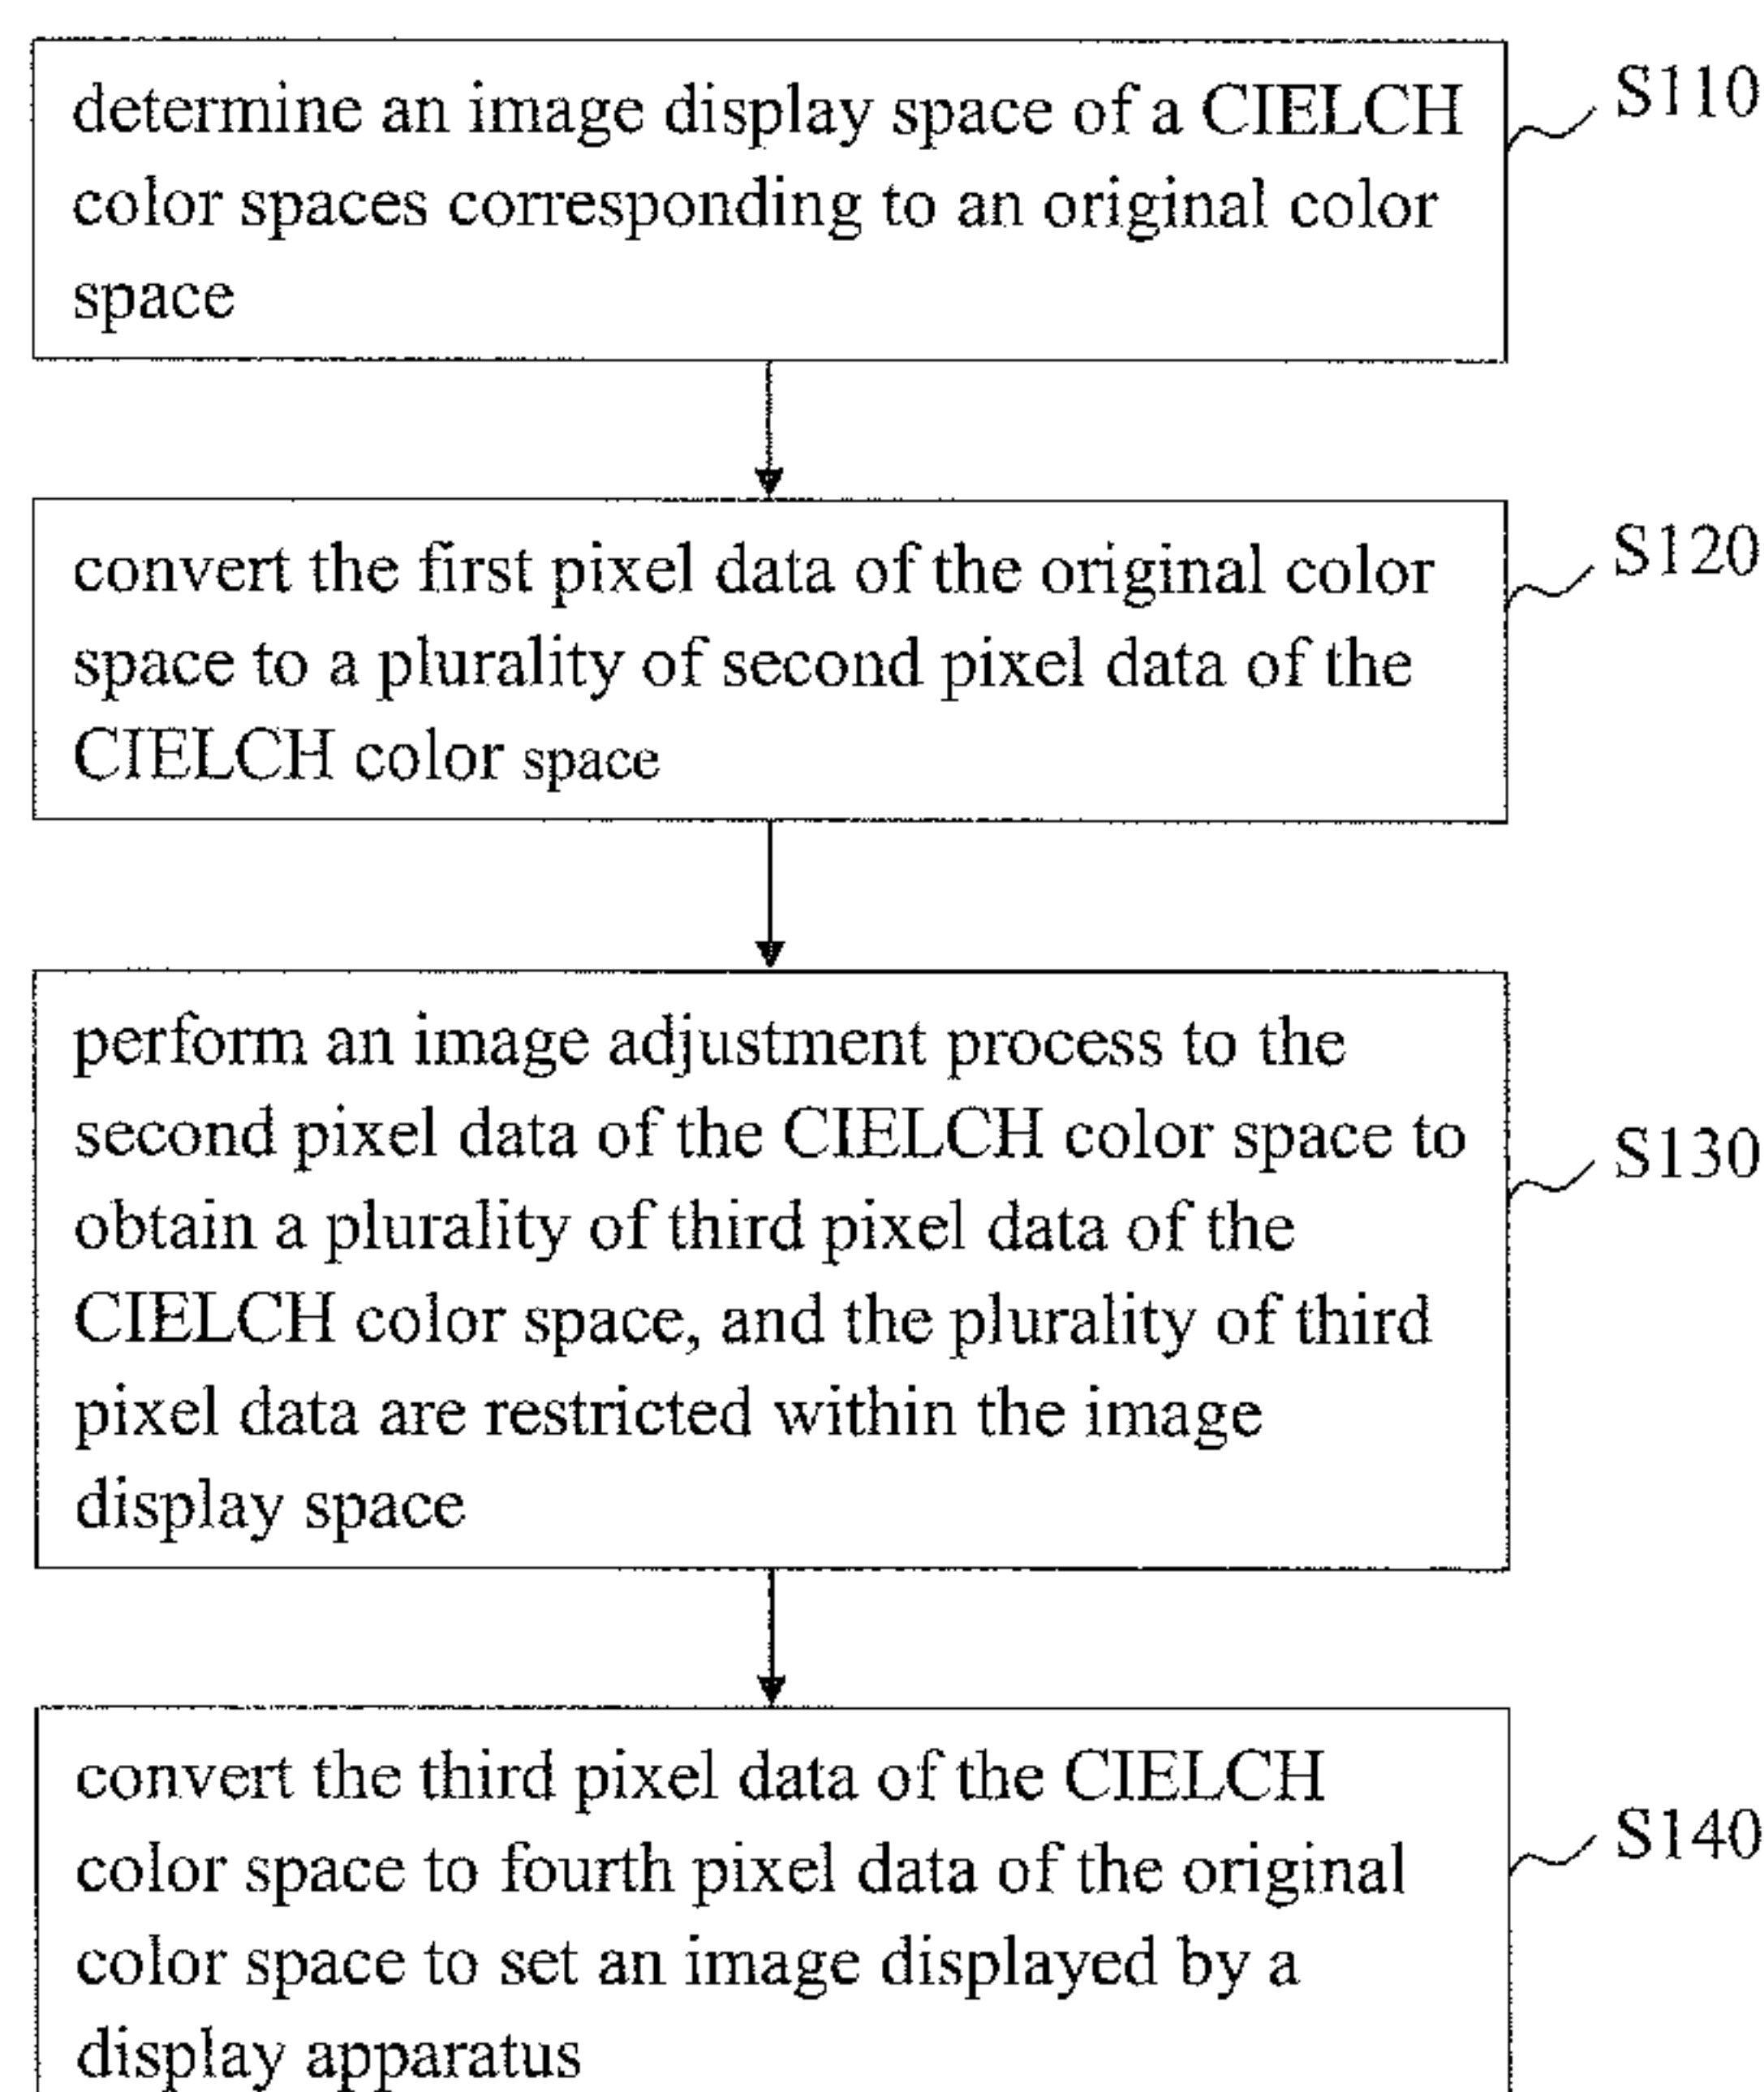 determine an image display space of a CIELCH
color spaces corresponding to an original color
space
S110
convert the first pixel data of the original color
space to a plurality of second pixel data of the
CIELCH color space
S120
perform an image adjustment process to the
second pixel data of the CIELCH color space to
obtain a plurality of third pixel data of the
CIELCH color space, and the plurality of third
pixel data are restricted within the image
display space
S130
convert the third pixel data of the CIELCH
color space to fourth pixel data of the original
color space to set an image displayed by a
display apparatus
S140